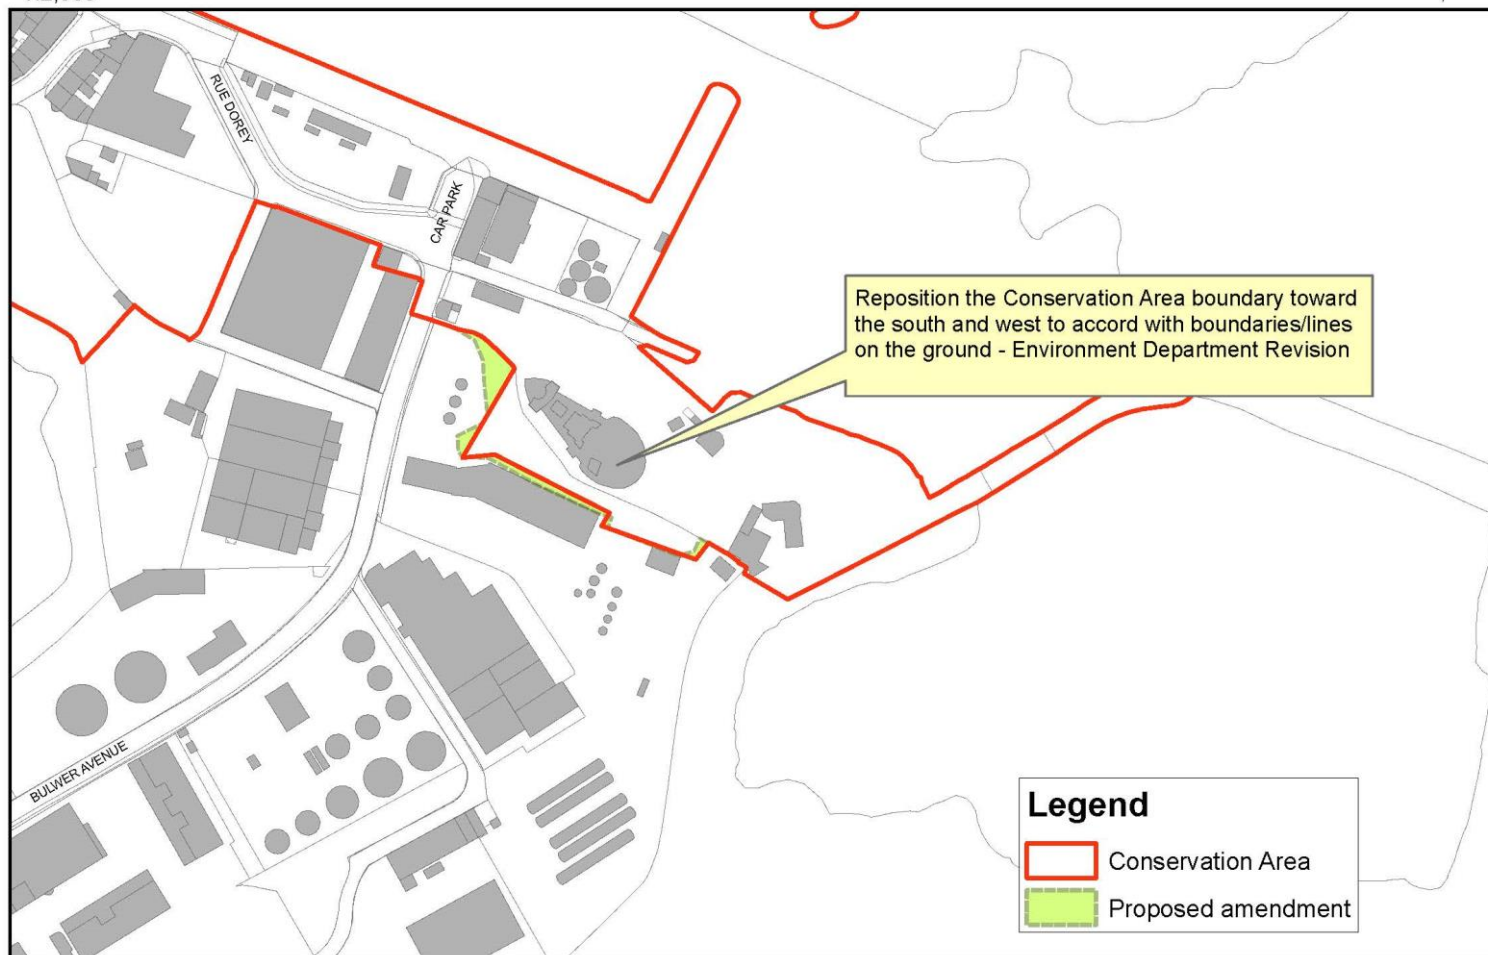 RUE DOREY
CAR PARK
Reposition the Conservation Area boundary toward
the south and west to accord with boundaries/lines
on the ground - Environment Department Revision
BULWER AVENUE
Legend
Conservation Area
Proposed amendment